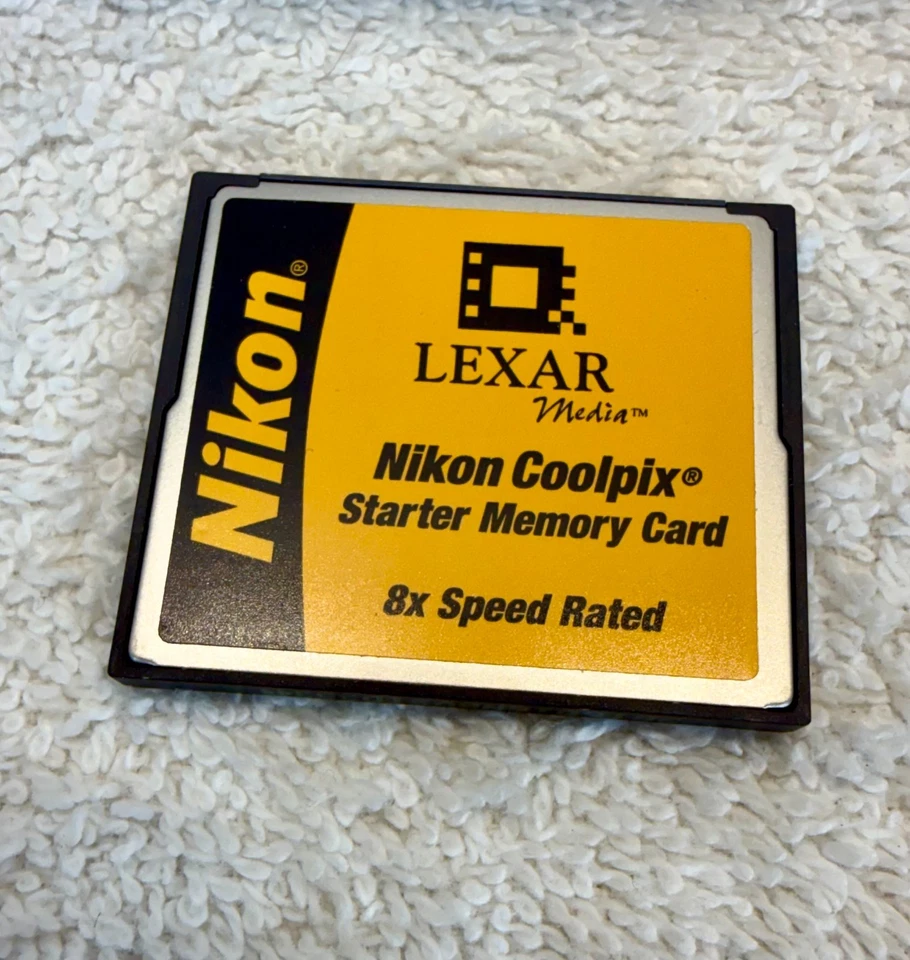 Nikon®
LEXAR
Media™
Nikon Coolpix®
Starter Memory Card
8x Speed Rated